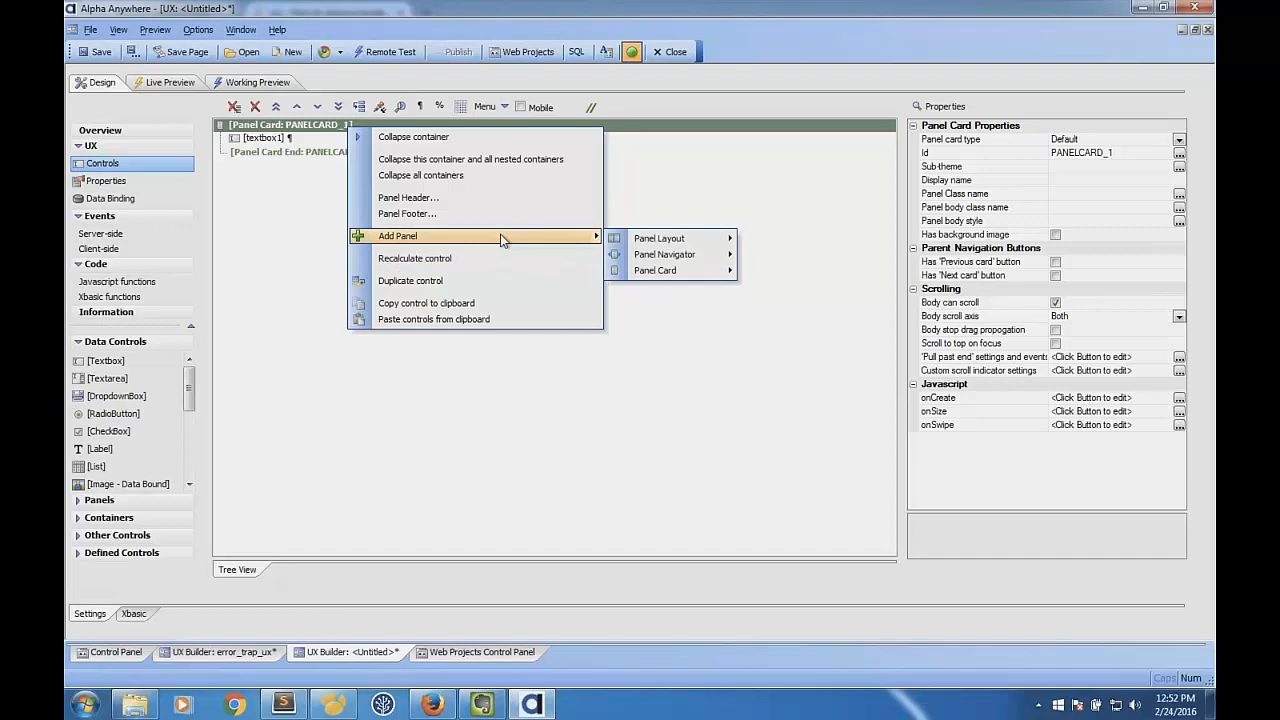 Alpha Anywhere - [UX: <Untitled>*]
File View Preview Options Window Help
Save Save Page Open New Remote Test Publish Web Projects SQL Close
Design Live Preview Working Preview
Menu Mobile
Properties
Overview
UX
Controls
Properties
Data Binding
Events
Server-side
Client-side
Code
Javascript functions
Xbasic functions
Information
Data Controls
[Textbox]
[Textarea]
[DropdownBox]
[RadioButton]
[CheckBox]
[Label]
[List]
[Image - Data Bound]
Panels
Containers
Other Controls
Defined Controls
[Panel Card: PANELCARD_1]
[textbox1] ¶
[Panel Card End: PANELCA
Collapse container
Collapse this container and all nested containers
Collapse all containers
Panel Header...
Panel Footer...
Add Panel
Recalculate control
Duplicate control
Copy control to clipboard
Paste controls from clipboard
Panel Layout
Panel Navigator
Panel Card
Panel Card Properties
Panel card type Default
Id PANELCARD_1
Sub-theme
Display name
Panel Class name
Panel body class name
Panel body style
Has background image
Parent Navigation Buttons
Has 'Previous card' button
Has 'Next card' button
Scrolling
Body can scroll
Body scroll axis Both
Body stop drag propogation
Scroll to top on focus
'Pull past end' settings and events <Click Button to edit>
Custom scroll indicator settings <Click Button to edit>
Javascript
onCreate <Click Button to edit>
onSize <Click Button to edit>
onSwipe <Click Button to edit>
Tree View
Settings Xbasic
Control Panel UX Builder: error_trap_ux* UX Builder: <Untitled>* Web Projects Control Panel
Caps Num
12:52 PM
2/24/2016